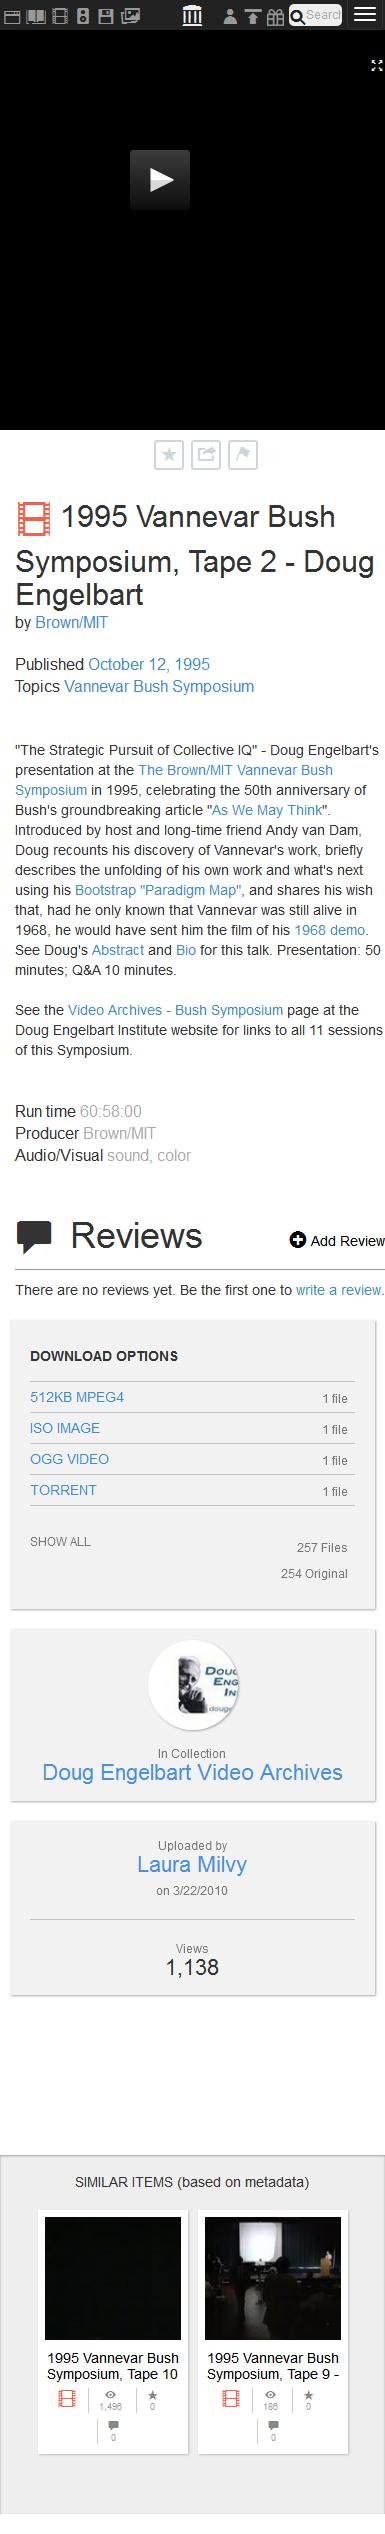 Search
1995 Vannevar Bush
Symposium, Tape 2 - Doug
Engelbart
by Brown/MIT
Published October 12, 1995
Topics Vannevar Bush Symposium
"The Strategic Pursuit of Collective IQ" - Doug Engelbart's
presentation at the The Brown/MIT Vannevar Bush
Symposium in 1995, celebrating the 50th anniversary of
Bush's groundbreaking article "As We May Think".
Introduced by host and long-time friend Andy van Dam,
Doug recounts his discovery of Vannevar's work, briefly
describes the unfolding of his own work and what's next
using his Bootstrap "Paradigm Map", and shares his wish
that, had he only known that Vannevar was still alive in
1968, he would have sent him the film of his 1968 demo.
See Doug's Abstract and Bio for this talk. Presentation: 50
minutes; Q&A 10 minutes.
See the Video Archives - Bush Symposium page at the
Doug Engelbart Institute website for links to all 11 sessions
of this Symposium.
Run time 60:58:00
Producer Brown/MIT
Audio/Visual sound, color
Reviews
Add Review
There are no reviews yet. Be the first one to write a review.
DOWNLOAD OPTIONS
512KB MPEG4 1 file
ISO IMAGE 1 file
OGG VIDEO 1 file
TORRENT 1 file
SHOW ALL 257 Files
254 Original
In Collection
Doug Engelbart Video Archives
Uploaded by
Laura Milvy
on 3/22/2010
Views
1,138
SIMILAR ITEMS (based on metadata)
1995 Vannevar Bush
Symposium, Tape 10
1,496 0
0
1995 Vannevar Bush
Symposium, Tape 9 -
186 0
0